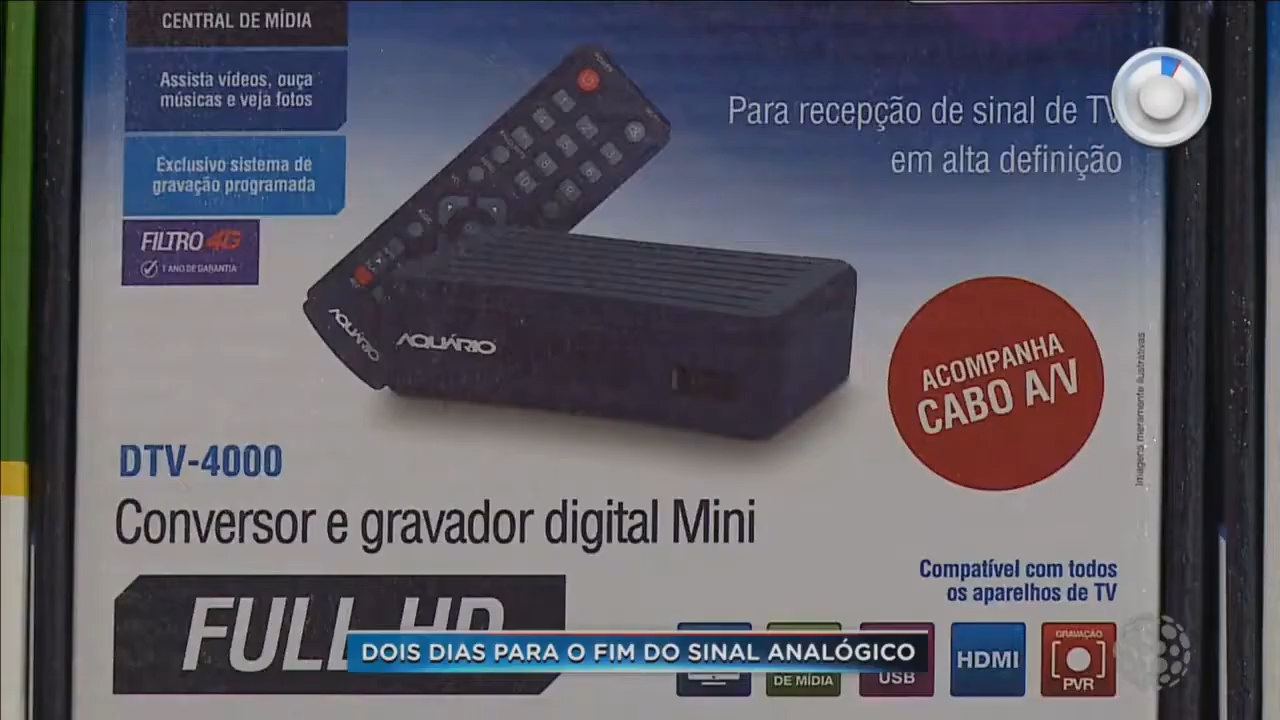 CENTRAL DE MÍDIA
Assista vídeos, ouça
músicas e veja fotos
Exclusivo sistema de
gravação programada
FILTRO 4G
1 ANO DE GARANTIA
Para recepção de sinal de TV
em alta definição
AQUÁRIO
AQUÁRIO
ACOMPANHA
CABO A/V
Imagens meramente ilustrativas
DTV-4000
Conversor e gravador digital Mini
Compatível com todos
os aparelhos de TV
FULL HD
DOIS DIAS PARA O FIM DO SINAL ANALÓGICO
DE MÍDIA
USB
HDMI
GRAVAÇÃO
PVR